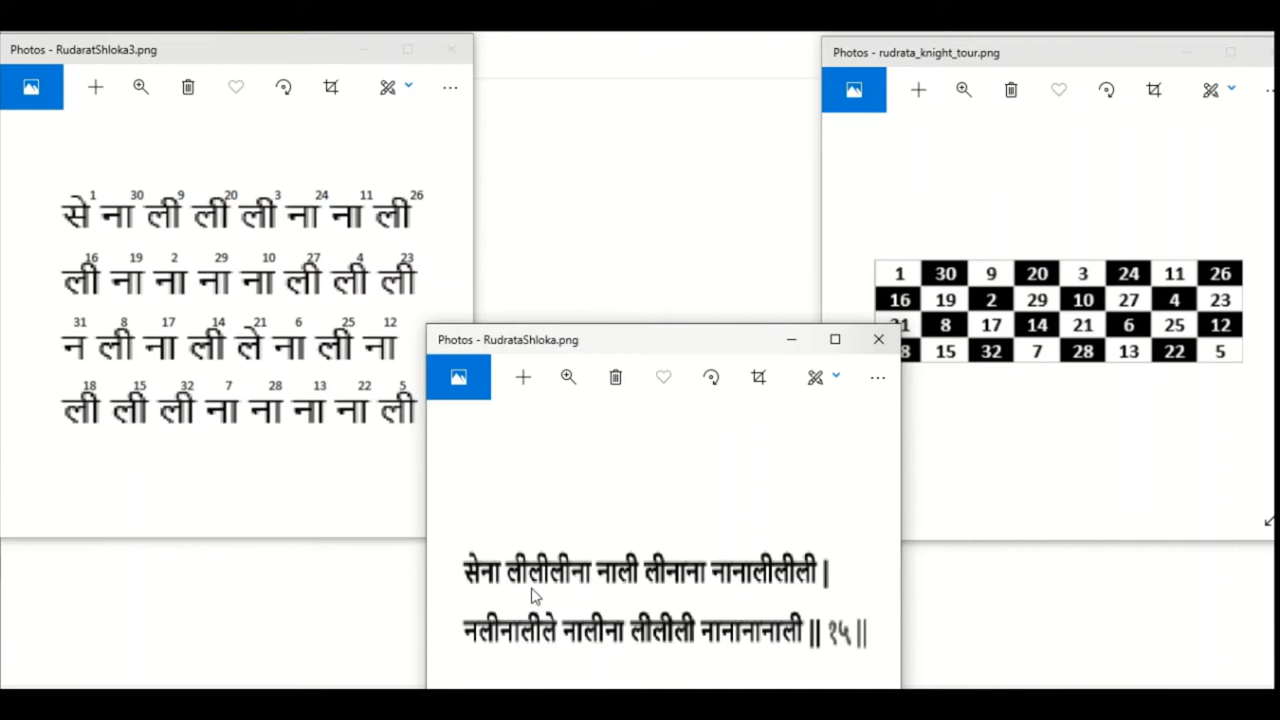 Photos - RudaratShloka3.png
1 30 9 20 3 24 11 26
से ना ली ली ली ना ना ली
16 19 2 29 10 27 4 23
ली ना ना ना ना ली ली ली
31 8 17 14 21 6 25 12
न ली ना ली ले ना ली ना
18 15 32 7 28 13 22 5
ली ली ली ना ना ना ना ली
Photos - rudrata_knight_tour.png
1 30 9 20 3 24 11 26
16 19 2 29 10 27 4 23
8 17 14 21 6 25 12
15 32 7 28 13 22 5
Photos - RudrataShloka.png
सेना लीलीलीना नाली लीनाना नानालीलीली |
नलीनालीले नालीना लीलीली नानानानाली || १५ ||